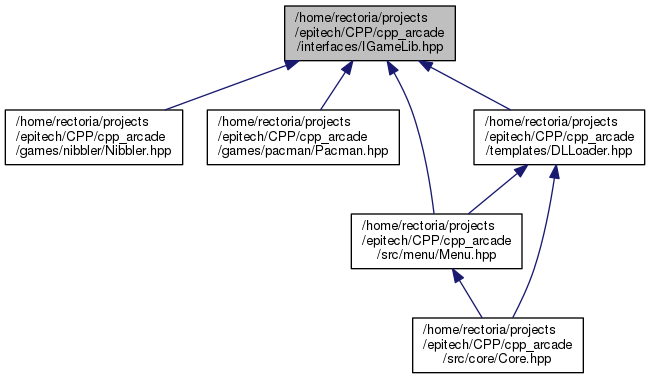 /home/rectoria/projects
/epitech/CPP/cpp_arcade
/interfaces/IGameLib.hpp
/home/rectoria/projects
/epitech/CPP/cpp_arcade
/games/nibbler/Nibbler.hpp
/home/rectoria/projects
/epitech/CPP/cpp_arcade
/games/pacman/Pacman.hpp
/home/rectoria/projects
/epitech/CPP/cpp_arcade
/templates/DLLoader.hpp
/home/rectoria/projects
/epitech/CPP/cpp_arcade
/src/menu/Menu.hpp
/home/rectoria/projects
/epitech/CPP/cpp_arcade
/src/core/Core.hpp